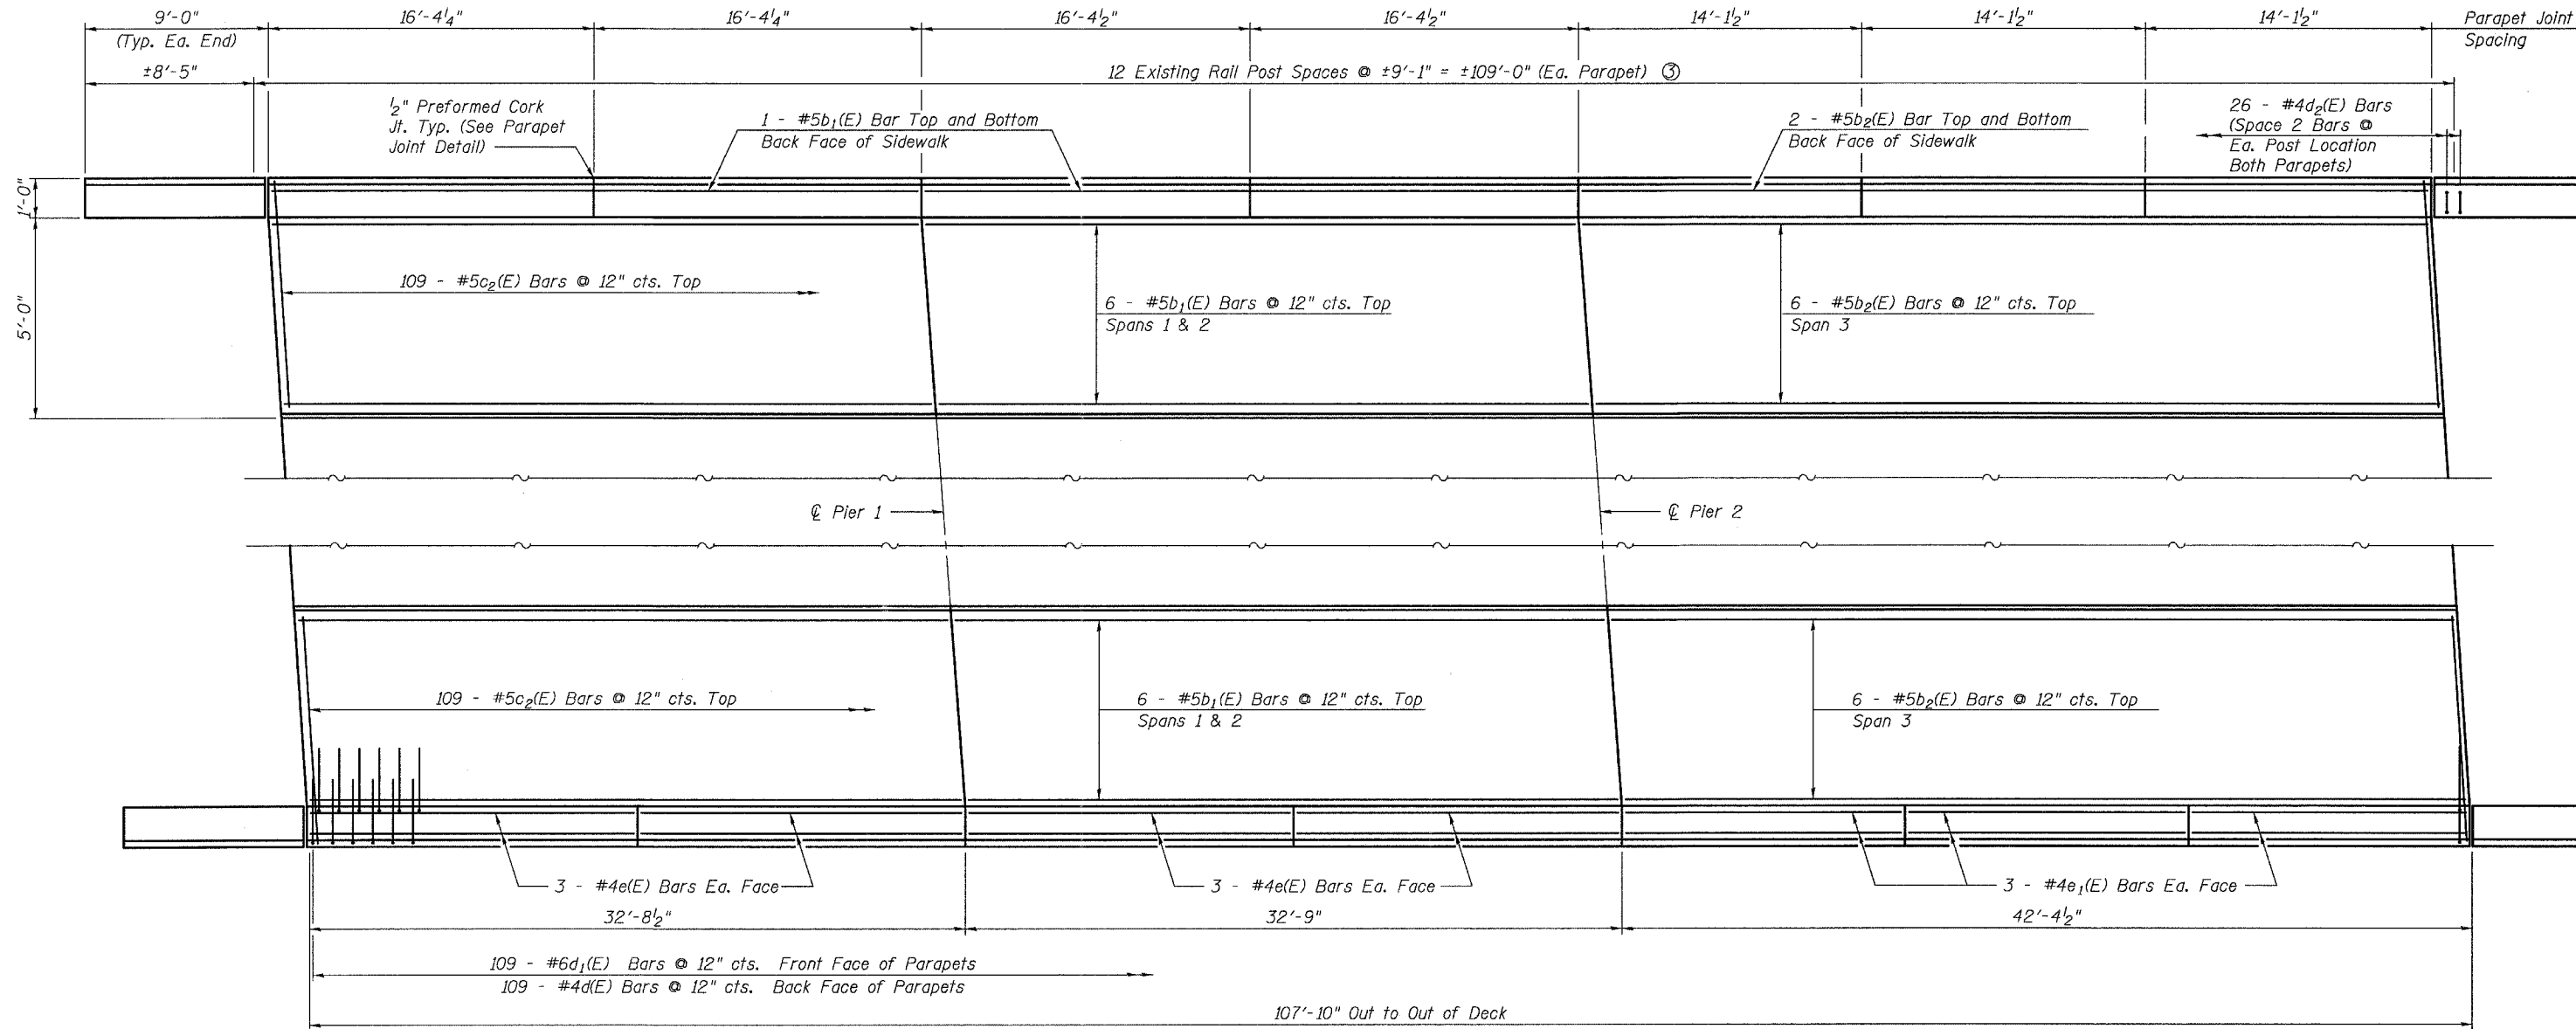 9'-0"
16'-4¼"
16'-4¼"
16'-4½"
16'-4½"
14'-1½"
14'-1½"
14'-1½"
Parapet Joint
Spacing
(Typ. Ea. End)
±8'-5"
12 Existing Rail Post Spaces @ ±9'-1" = ±109'-0" (Ea. Parapet) ③
½" Preformed Cork
Jt. Typ. (See Parapet
Joint Detail)
1 - #5b₁(E) Bar Top and Bottom
Back Face of Sidewalk
2 - #5b₂(E) Bar Top and Bottom
Back Face of Sidewalk
26 - #4d₂(E) Bars
(Space 2 Bars @
Ea. Post Location
Both Parapets)
1'-0"
5'-0"
109 - #5c₂(E) Bars @ 12" cts. Top
6 - #5b₁(E) Bars @ 12" cts. Top
Spans 1 & 2
6 - #5b₂(E) Bars @ 12" cts. Top
Span 3
℄ Pier 1
℄ Pier 2
109 - #5c₂(E) Bars @ 12" cts. Top
6 - #5b₁(E) Bars @ 12" cts. Top
Spans 1 & 2
6 - #5b₂(E) Bars @ 12" cts. Top
Span 3
3 - #4e(E) Bars Ea. Face
3 - #4e(E) Bars Ea. Face
3 - #4e₁(E) Bars Ea. Face
32'-8½"
32'-9"
42'-4½"
109 - #6d₁(E) Bars @ 12" cts. Front Face of Parapets
109 - #4d(E) Bars @ 12" cts. Back Face of Parapets
107'-10" Out to Out of Deck